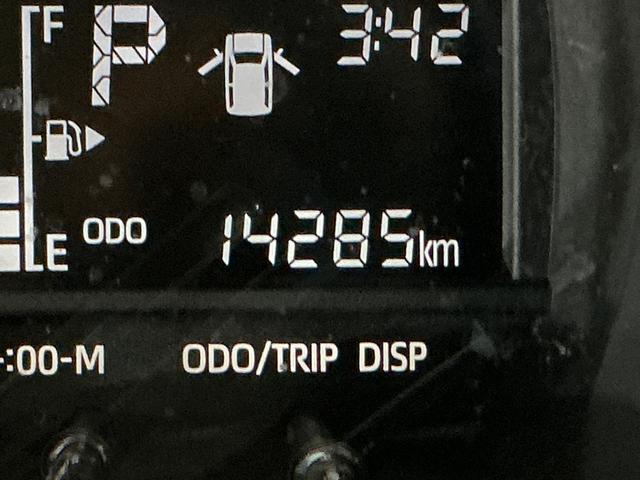 F
P
3:42
ODO
14285km
E
:00-M
ODO/TRIP DISP